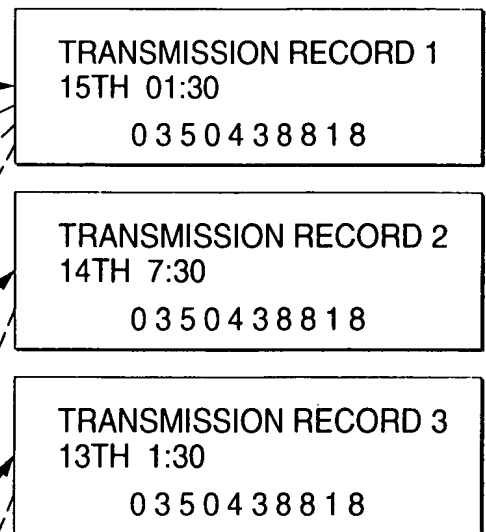 TRANSMISSION RECORD 1
15TH 01:30
0350438818
TRANSMISSION RECORD 2
14TH 7:30
0350438818
TRANSMISSION RECORD 3
13TH 1:30
0350438818